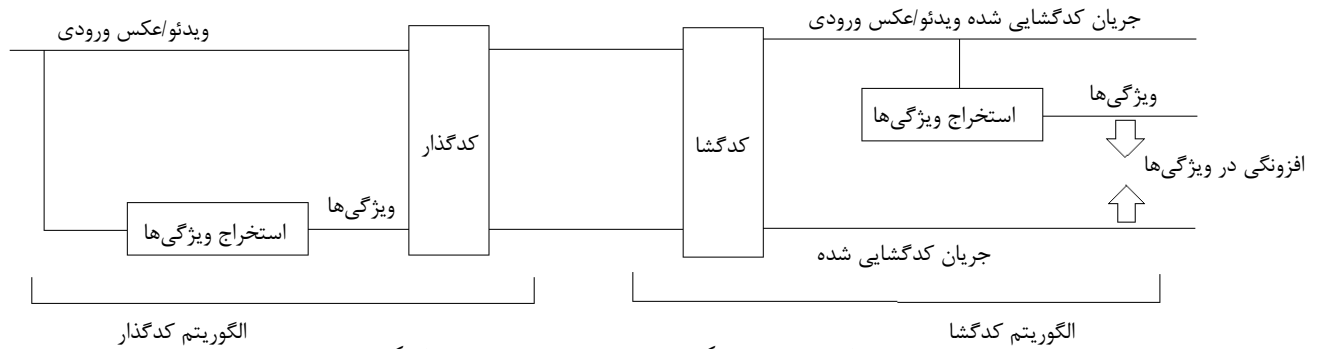 ویدئو/عکس ورودی
جریان کدگشایی شده ویدئو/عکس ورودی
ویژگی‌ها
استخراج ویژگی‌ها
کدگذار
کدگشا
افزونگی در ویژگی‌ها
ویژگی‌ها
استخراج ویژگی‌ها
جریان کدگشایی شده
الگوریتم کدگشا
الگوریتم کدگذار